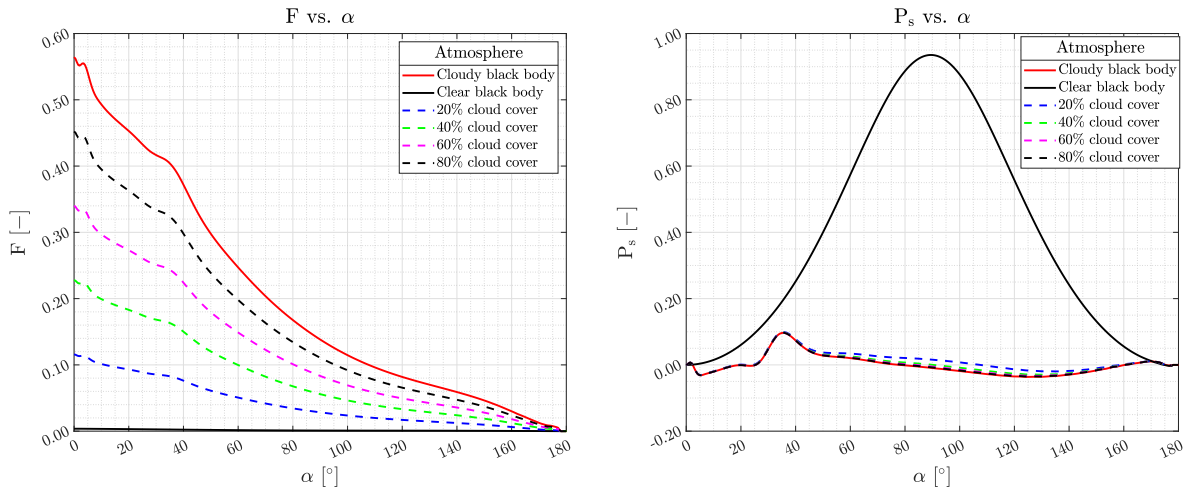 F vs. α
0.60
0.50
0.40
0.30
0.20
0.10
0.00
F [−]
0
20
40
60
80
100
120
140
160
180
α [°]
Atmosphere
Cloudy black body
Clear black body
20% cloud cover
40% cloud cover
60% cloud cover
80% cloud cover
Pₛ vs. α
1.00
0.80
0.60
0.40
0.20
0.00
-0.20
Pₛ [−]
0
20
40
60
80
100
120
140
160
180
α [°]
Atmosphere
Cloudy black body
Clear black body
20% cloud cover
40% cloud cover
60% cloud cover
80% cloud cover